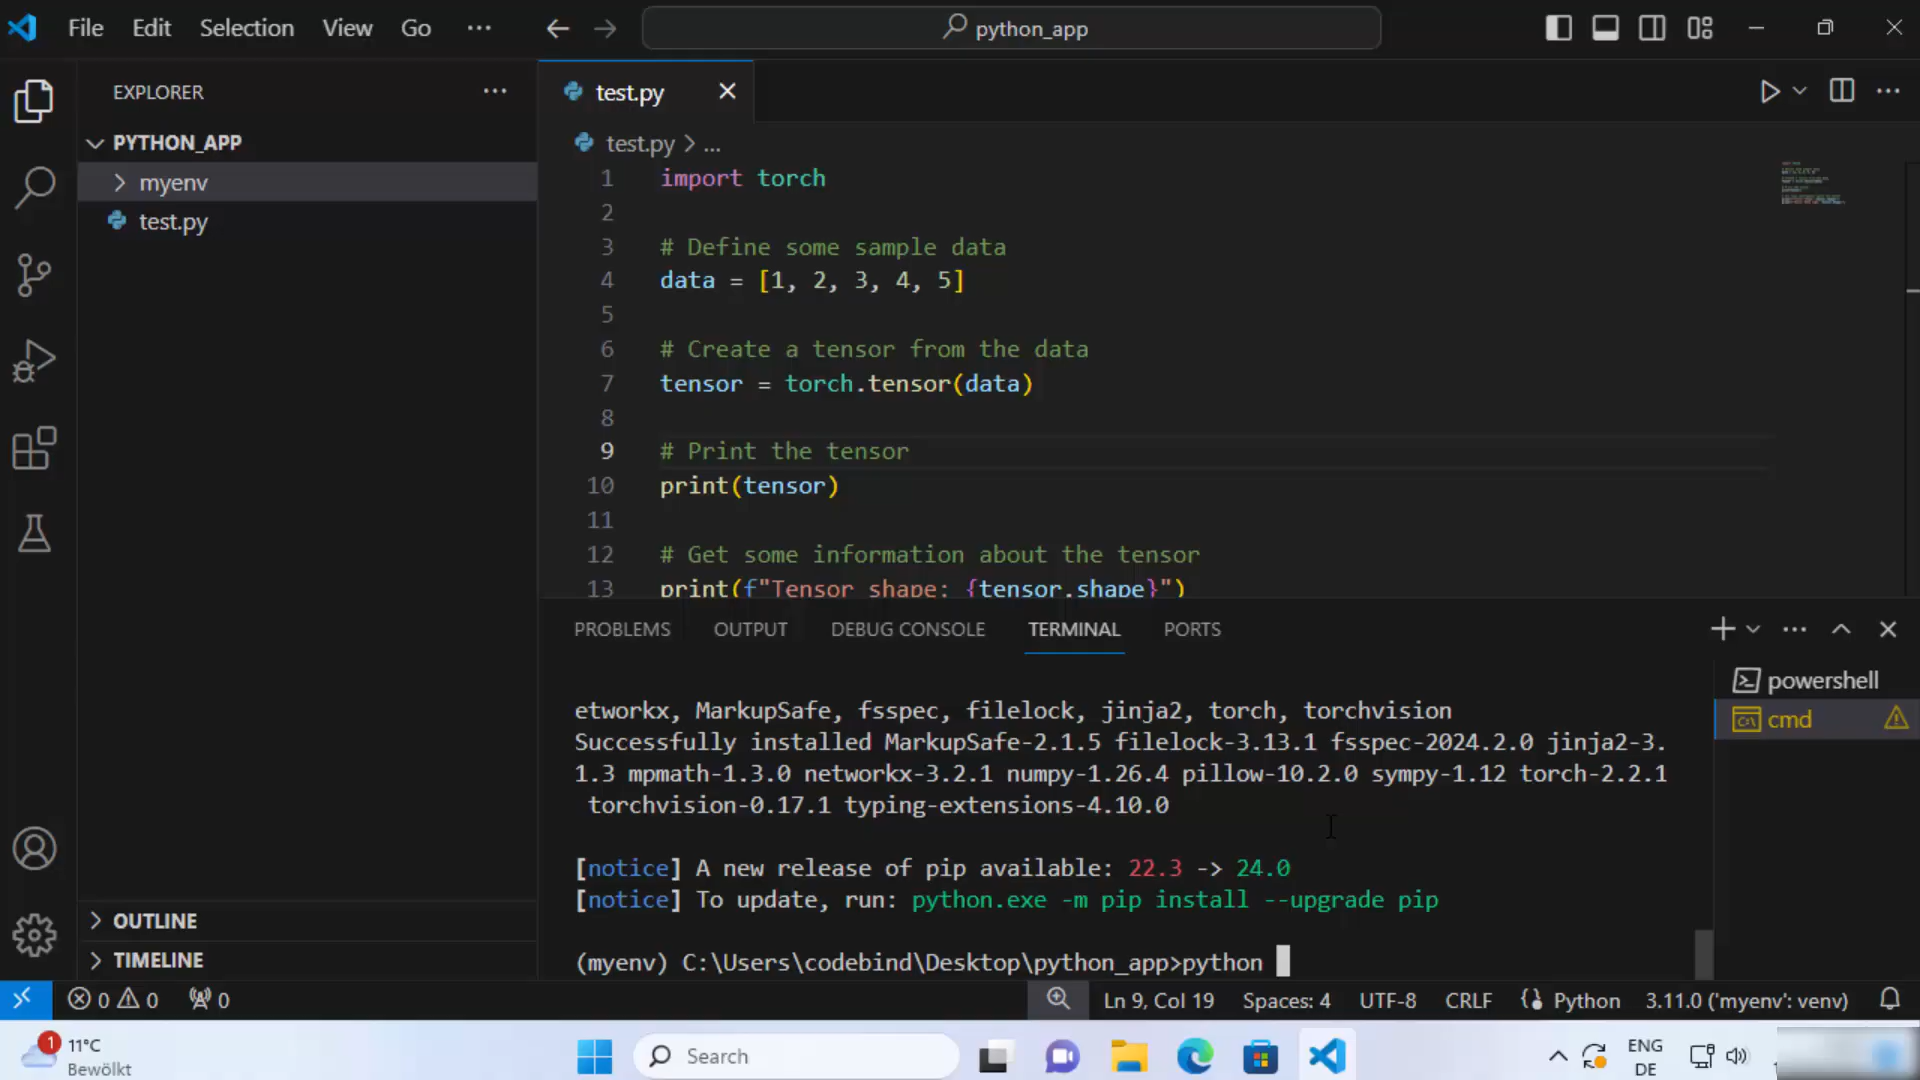 File Edit Selection View Go ··· python_app
EXPLORER ···
PYTHON_APP
myenv
test.py
test.py
test.py > ...
1 import torch
2
3 # Define some sample data
4 data = [1, 2, 3, 4, 5]
5
6 # Create a tensor from the data
7 tensor = torch.tensor(data)
8
9 # Print the tensor
10 print(tensor)
11
12 # Get some information about the tensor
13 print(f"Tensor shape: {tensor.shape}")
PROBLEMS OUTPUT DEBUG CONSOLE TERMINAL PORTS
etworkx, MarkupSafe, fsspec, filelock, jinja2, torch, torchvision
Successfully installed MarkupSafe-2.1.5 filelock-3.13.1 fsspec-2024.2.0 jinja2-3.
1.3 mpmath-1.3.0 networkx-3.2.1 numpy-1.26.4 pillow-10.2.0 sympy-1.12 torch-2.2.1
torchvision-0.17.1 typing-extensions-4.10.0
[notice] A new release of pip available: 22.3 -> 24.0
[notice] To update, run: python.exe -m pip install --upgrade pip
(myenv) C:\Users\codebind\Desktop\python_app>python
powershell
cmd
OUTLINE
TIMELINE
0 0 0 Ln 9, Col 19 Spaces: 4 UTF-8 CRLF Python 3.11.0 ('myenv': venv)
1 11°C
Bewölkt
Search
ENG
DE